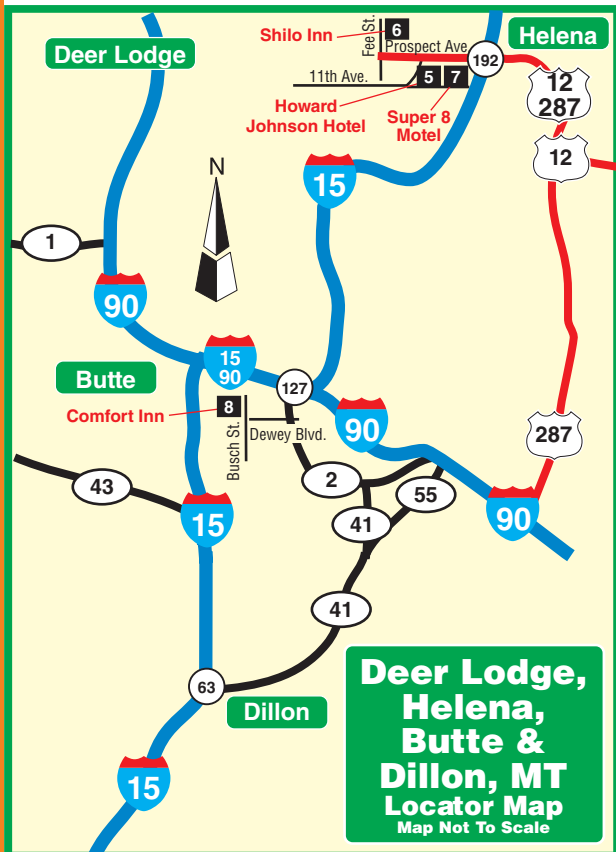 Shilo Inn
6
Fee St.
Prospect Ave.
192
Helena
Deer Lodge
11th Ave.
5
7
12
287
Howard
Johnson Hotel
Super 8
Motel
12
N
15
1
90
15
90
Butte
127
Comfort Inn
8
Busch St.
Dewey Blvd.
90
287
43
2
55
15
41
90
41
63
Dillon
15
Deer Lodge,
Helena,
Butte &
Dillon, MT
Locator Map
Map Not To Scale